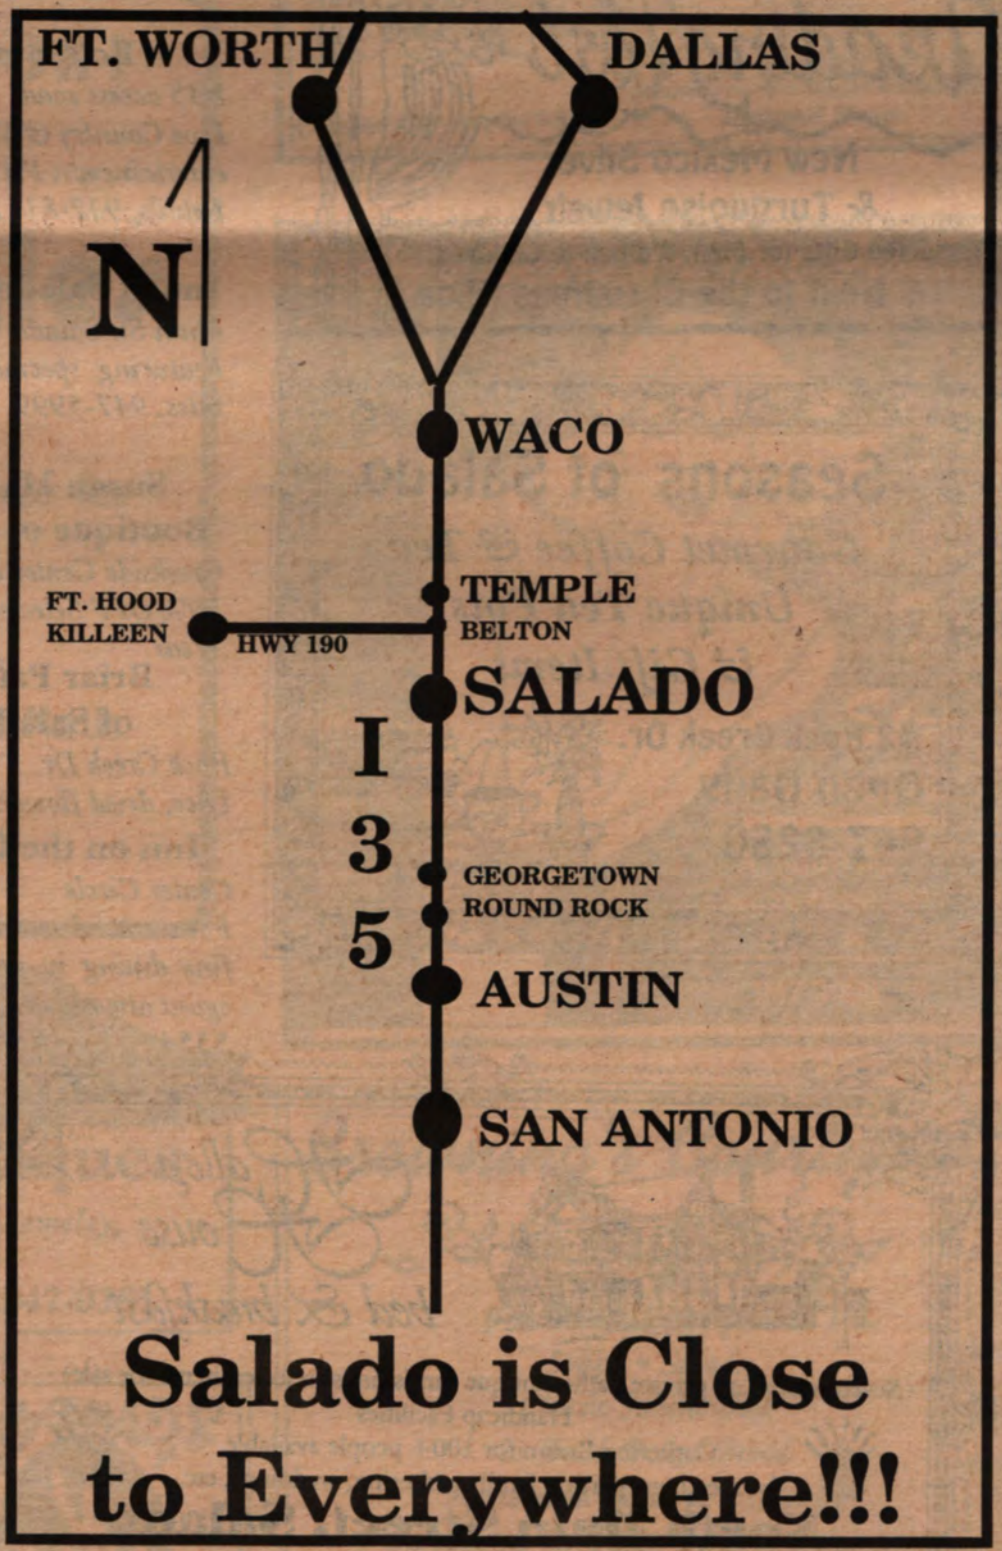 FT. WORTH
DALLAS
N
WACO
TEMPLE
FT. HOOD
KILLEEN
HWY 190
BELTON
SALADO
I
3
5
GEORGETOWN
ROUND ROCK
AUSTIN
SAN ANTONIO
Salado is Close
to Everywhere!!!